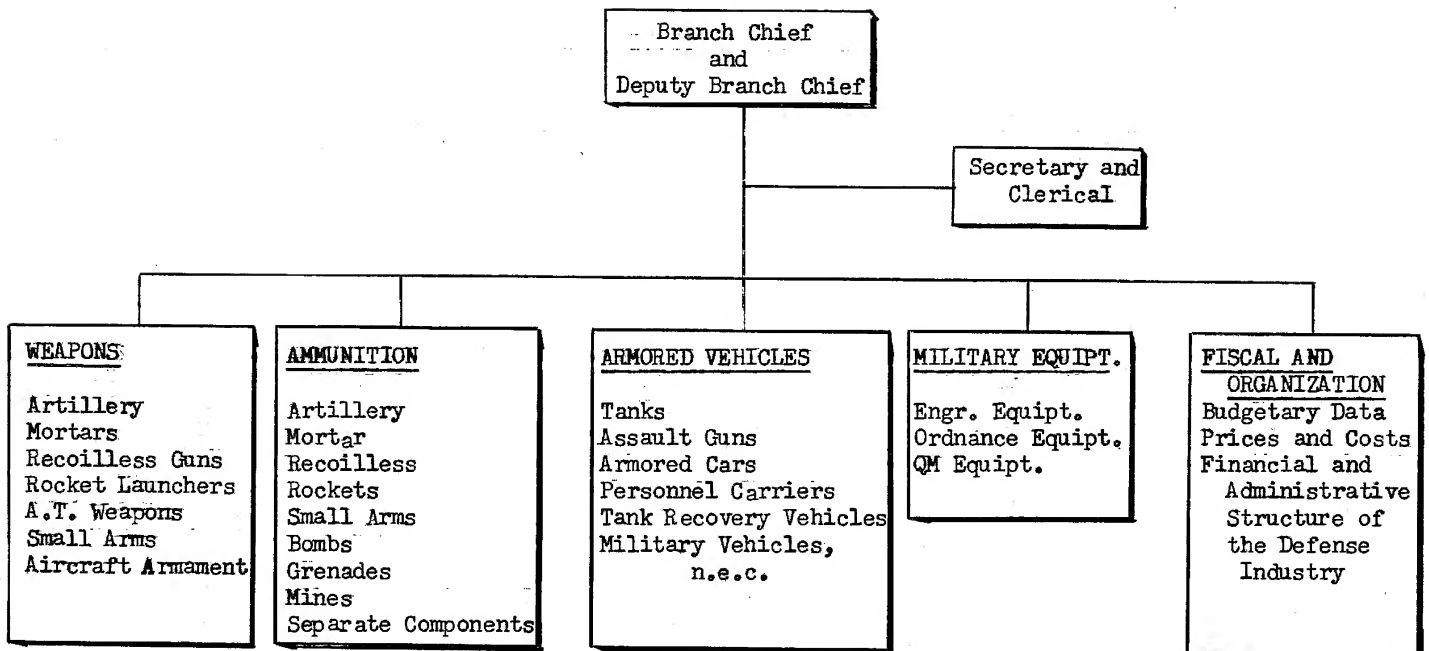 Branch Chief
and
Deputy Branch Chief
Secretary and
Clerical
WEAPONS
Artillery
Mortars
Recoilless Guns
Rocket Launchers
A.T. Weapons
Small Arms
Aircraft Armament
AMMUNITION
Artillery
Mortar
Recoilless
Rockets
Small Arms
Bombs
Grenades
Mines
Separate Components
ARMORED VEHICLES
Tanks
Assault Guns
Armored Cars
Personnel Carriers
Tank Recovery Vehicles
Military Vehicles,
n.e.c.
MILITARY EQUIPT.
Engr. Equipt.
Ordnance Equipt.
QM Equipt.
FISCAL AND
ORGANIZATION
Budgetary Data
Prices and Costs
Financial and
Administrative
Structure of
the Defense
Industry